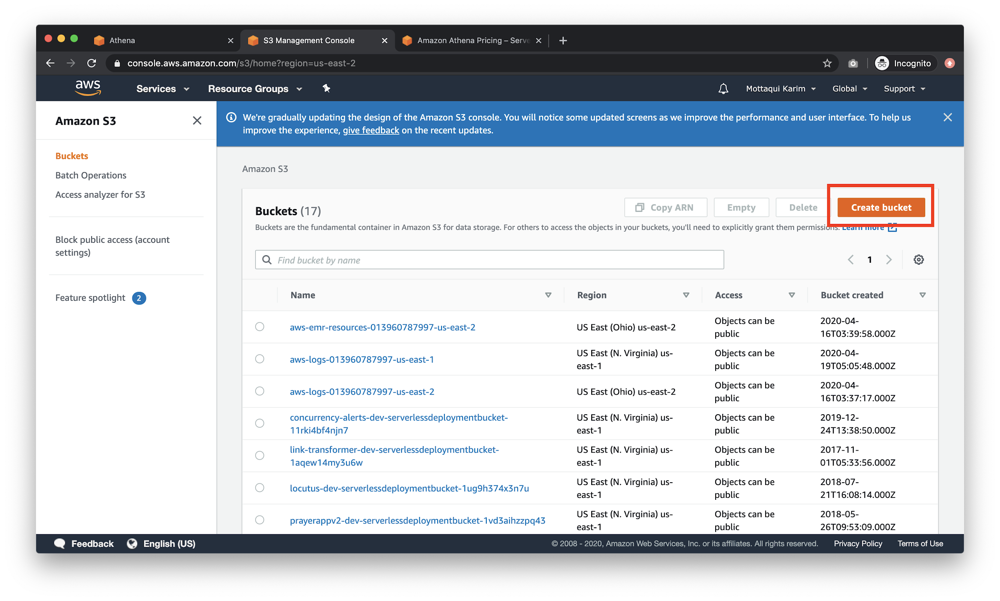 Athena
S3 Management Console
Amazon Athena Pricing – Serve
console.aws.amazon.com/s3/home?region=us-east-2
Incognito
aws
Services
Resource Groups
Mottaqui Karim
Global
Support
Amazon S3
We're gradually updating the design of the Amazon S3 console. You will notice some updated screens as we improve the performance and user interface. To help us
improve the experience, give feedback on the recent updates.
Buckets
Batch Operations
Access analyzer for S3
Block public access (account
settings)
Feature spotlight 2
Amazon S3
Buckets (17)
Copy ARN
Empty
Delete
Create bucket
Buckets are the fundamental container in Amazon S3 for data storage. For others to access the objects in your buckets, you'll need to explicitly grant them permissions. Learn more
Find bucket by name
1
Name
Region
Access
Bucket created
aws-emr-resources-013960787997-us-east-2
US East (Ohio) us-east-2
Objects can be
public
2020-04-
16T03:39:58.000Z
aws-logs-013960787997-us-east-1
US East (N. Virginia) us-
east-1
Objects can be
public
2020-04-
19T05:05:48.000Z
aws-logs-013960787997-us-east-2
US East (Ohio) us-east-2
Objects can be
public
2020-04-
16T03:37:17.000Z
concurrency-alerts-dev-serverlessdeploymentbucket-
11rki4bf4njn7
US East (N. Virginia) us-
east-1
Objects can be
public
2019-12-
24T13:38:50.000Z
link-transformer-dev-serverlessdeploymentbucket-
1aqew14my3u6w
US East (N. Virginia) us-
east-1
Objects can be
public
2017-11-
01T05:33:56.000Z
locutus-dev-serverlessdeploymentbucket-1ug9h374x3n7u
US East (N. Virginia) us-
east-1
Objects can be
public
2018-07-
21T16:08:14.000Z
prayerappv2-dev-serverlessdeploymentbucket-1vd3aihzzpq43
US East (N. Virginia) us-
east-1
Objects can be
public
2018-05-
26T09:53:09.000Z
Feedback
English (US)
© 2008 - 2020, Amazon Web Services, Inc. or its affiliates. All rights reserved.
Privacy Policy
Terms of Use